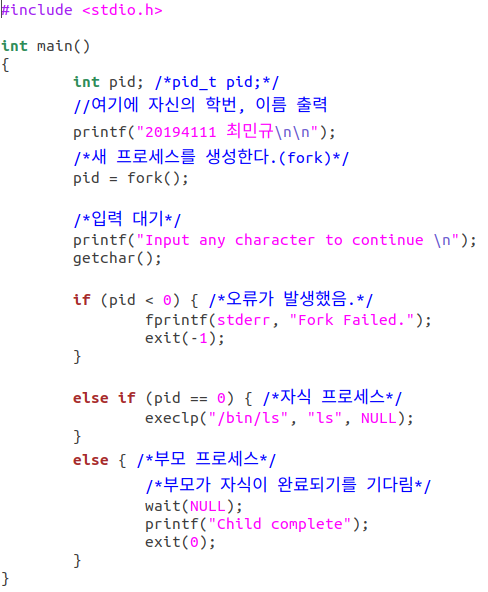 #include <stdio.h>

int main()
{
        int pid; /*pid_t pid;*/
        //여기에 자신의 학번, 이름 출력
        printf("20194111 최민규\n\n");
        /*새 프로세스를 생성한다.(fork)*/
        pid = fork();

        /*입력 대기*/
        printf("Input any character to continue \n");
        getchar();

        if (pid < 0) { /*오류가 발생했음.*/
                fprintf(stderr, "Fork Failed.");
                exit(-1);
        }

        else if (pid == 0) { /*자식 프로세스*/
                execlp("/bin/ls", "ls", NULL);
        }
        else { /*부모 프로세스*/
                /*부모가 자식이 완료되기를 기다림*/
                wait(NULL);
                printf("Child complete");
                exit(0);
        }
}